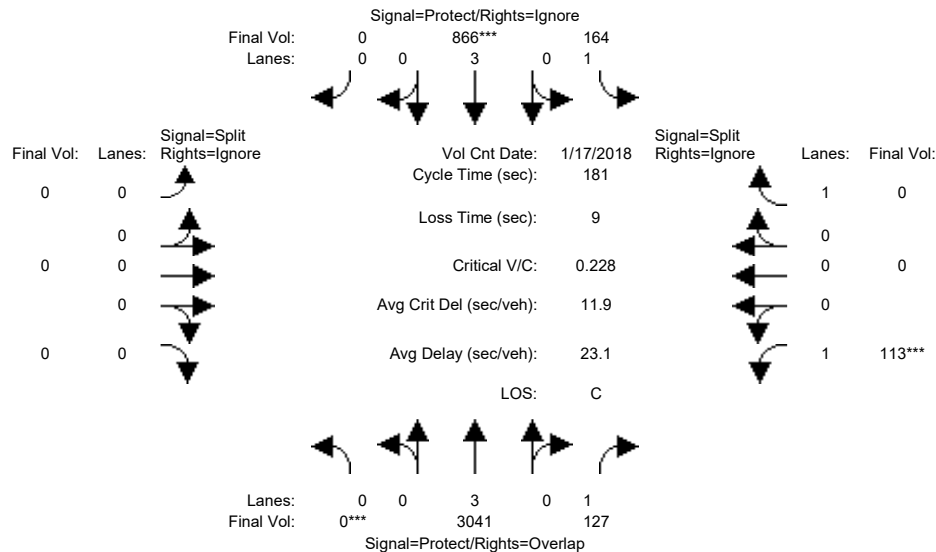 Signal=Protect/Rights=Ignore
Final Vol: 0 866*** 164
Lanes: 0 0 3 0 1
Signal=Split Signal=Split
Final Vol: Lanes: Rights=Ignore Vol Cnt Date: 1/17/2018 Rights=Ignore Lanes: Final Vol:
Cycle Time (sec): 181
0 0 1 0
Loss Time (sec): 9
0 0
0 0 Critical V/C: 0.228 0 0
0 Avg Crit Del (sec/veh): 11.9 0
0 0 Avg Delay (sec/veh): 23.1 1 113***
LOS: C
Lanes: 0 0 3 0 1
Final Vol: 0*** 3041 127
Signal=Protect/Rights=Overlap